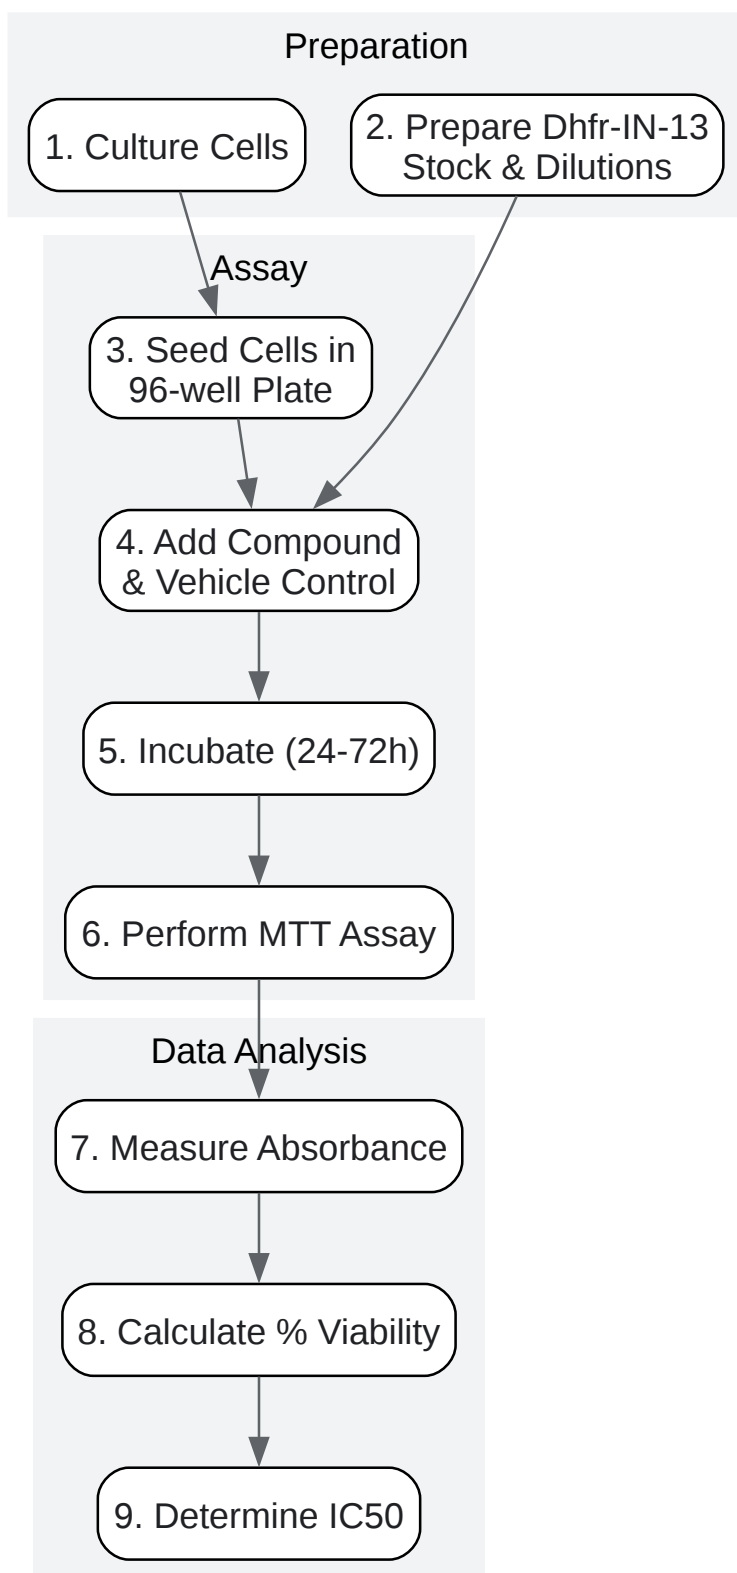 Preparation
1. Culture Cells
2. Prepare Dhfr-IN-13
Stock & Dilutions
Assay
3. Seed Cells in
96-well Plate
4. Add Compound
& Vehicle Control
5. Incubate (24-72h)
6. Perform MTT Assay
Data Analysis
7. Measure Absorbance
8. Calculate % Viability
9. Determine IC50